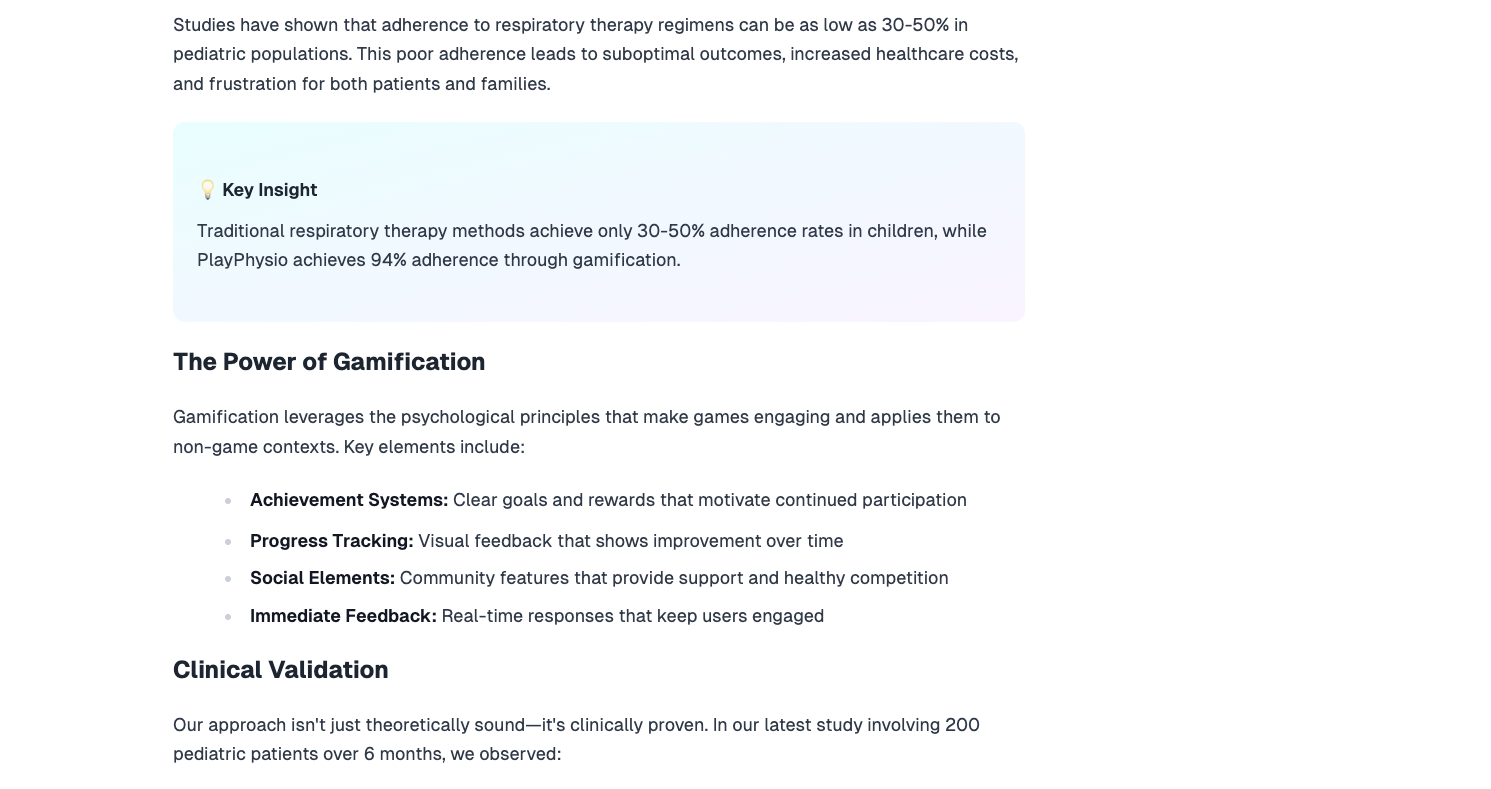 Studies have shown that adherence to respiratory therapy regimens can be as low as 30-50% in
pediatric populations. This poor adherence leads to suboptimal outcomes, increased healthcare costs,
and frustration for both patients and families.
💡 Key Insight
Traditional respiratory therapy methods achieve only 30-50% adherence rates in children, while
PlayPhysio achieves 94% adherence through gamification.
The Power of Gamification
Gamification leverages the psychological principles that make games engaging and applies them to
non-game contexts. Key elements include:
Achievement Systems: Clear goals and rewards that motivate continued participation
Progress Tracking: Visual feedback that shows improvement over time
Social Elements: Community features that provide support and healthy competition
Immediate Feedback: Real-time responses that keep users engaged
Clinical Validation
Our approach isn't just theoretically sound—it's clinically proven. In our latest study involving 200
pediatric patients over 6 months, we observed: